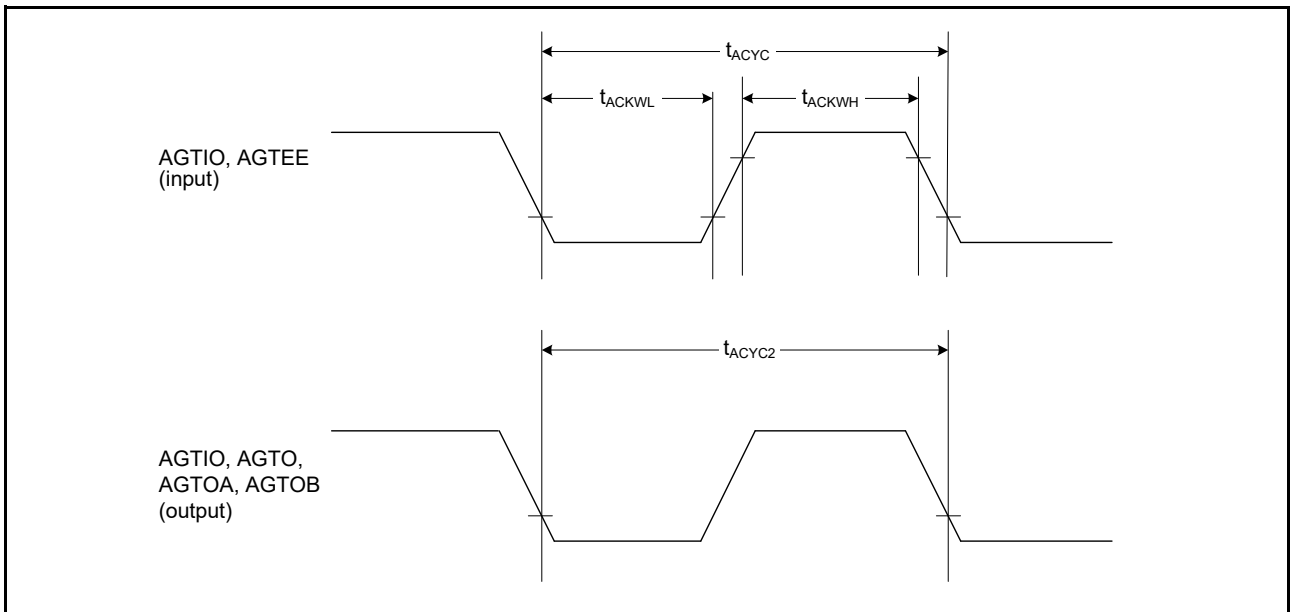 tACYC
tACKWL
tACKWH
AGTIO, AGTEE
(input)
tACYC2
AGTIO, AGTO,
AGTOA, AGTOB
(output)